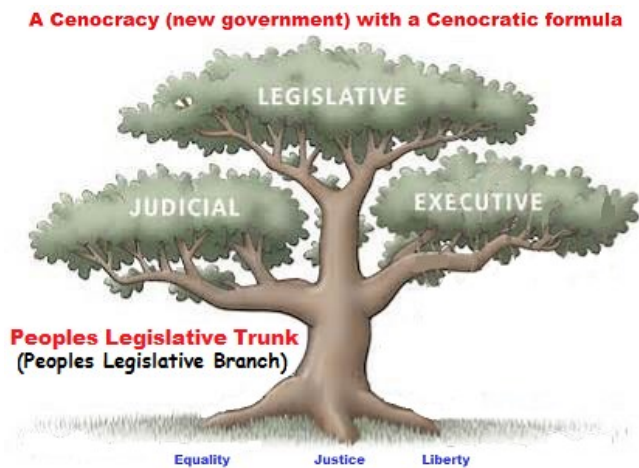 A Cenocracy (new government) with a Cenocratic formula
LEGISLATIVE
JUDICIAL
EXECUTIVE
Peoples Legislative Trunk
(Peoples Legislative Branch)
Equality Justice Liberty